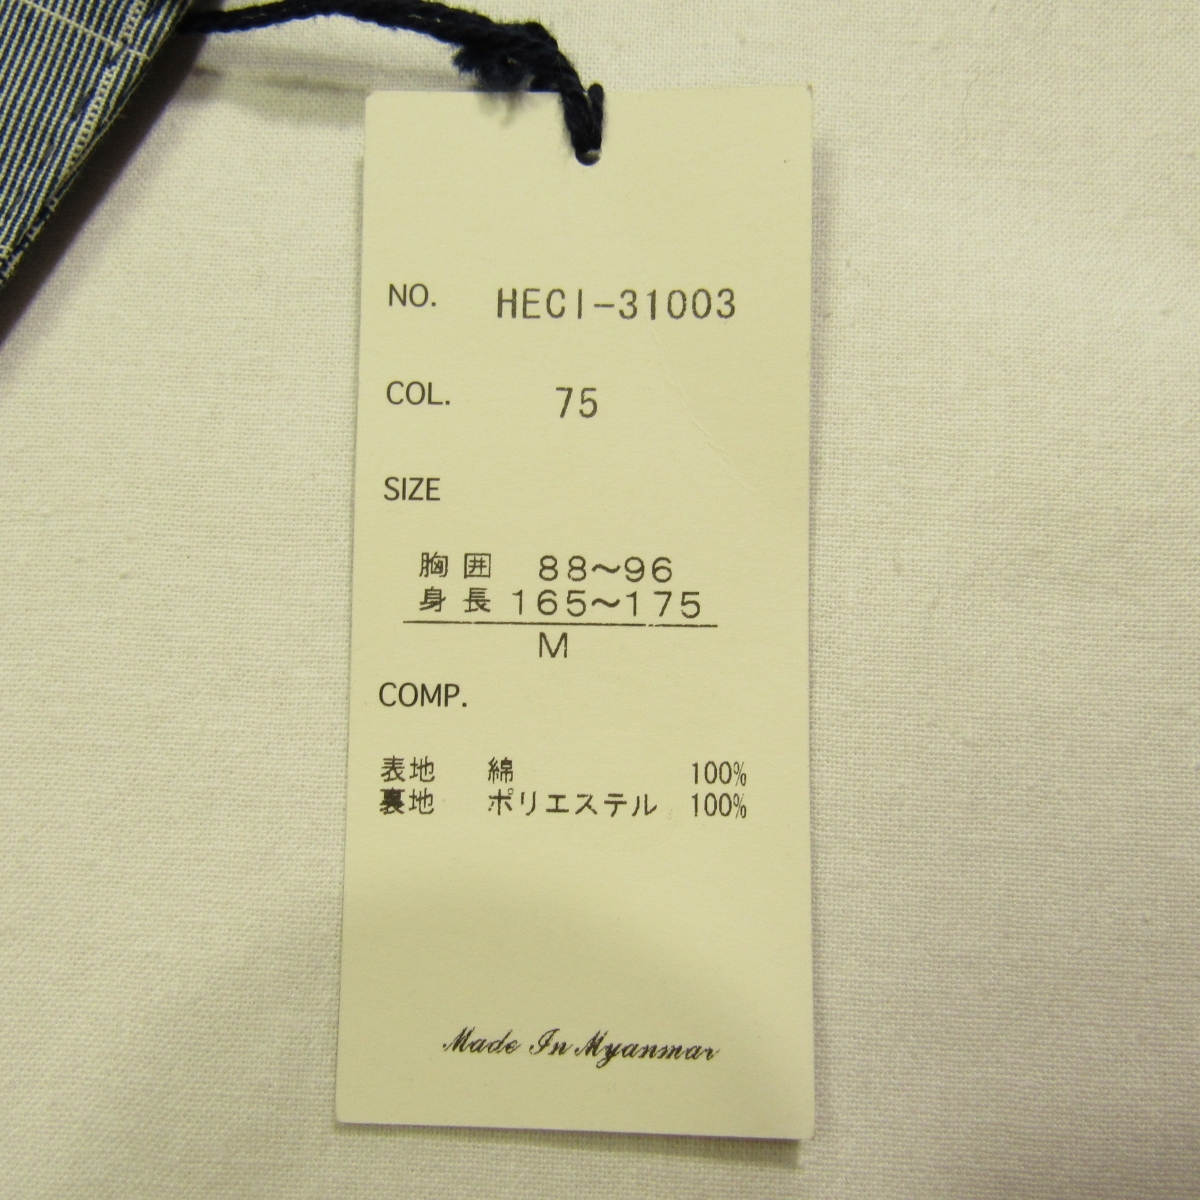 NO. HECI-31003
COL. 75
SIZE
胸囲 88~96
身長 165~175
M
COMP.
表地 綿 100%
裏地 ポリエステル 100%
Made In Myanmar